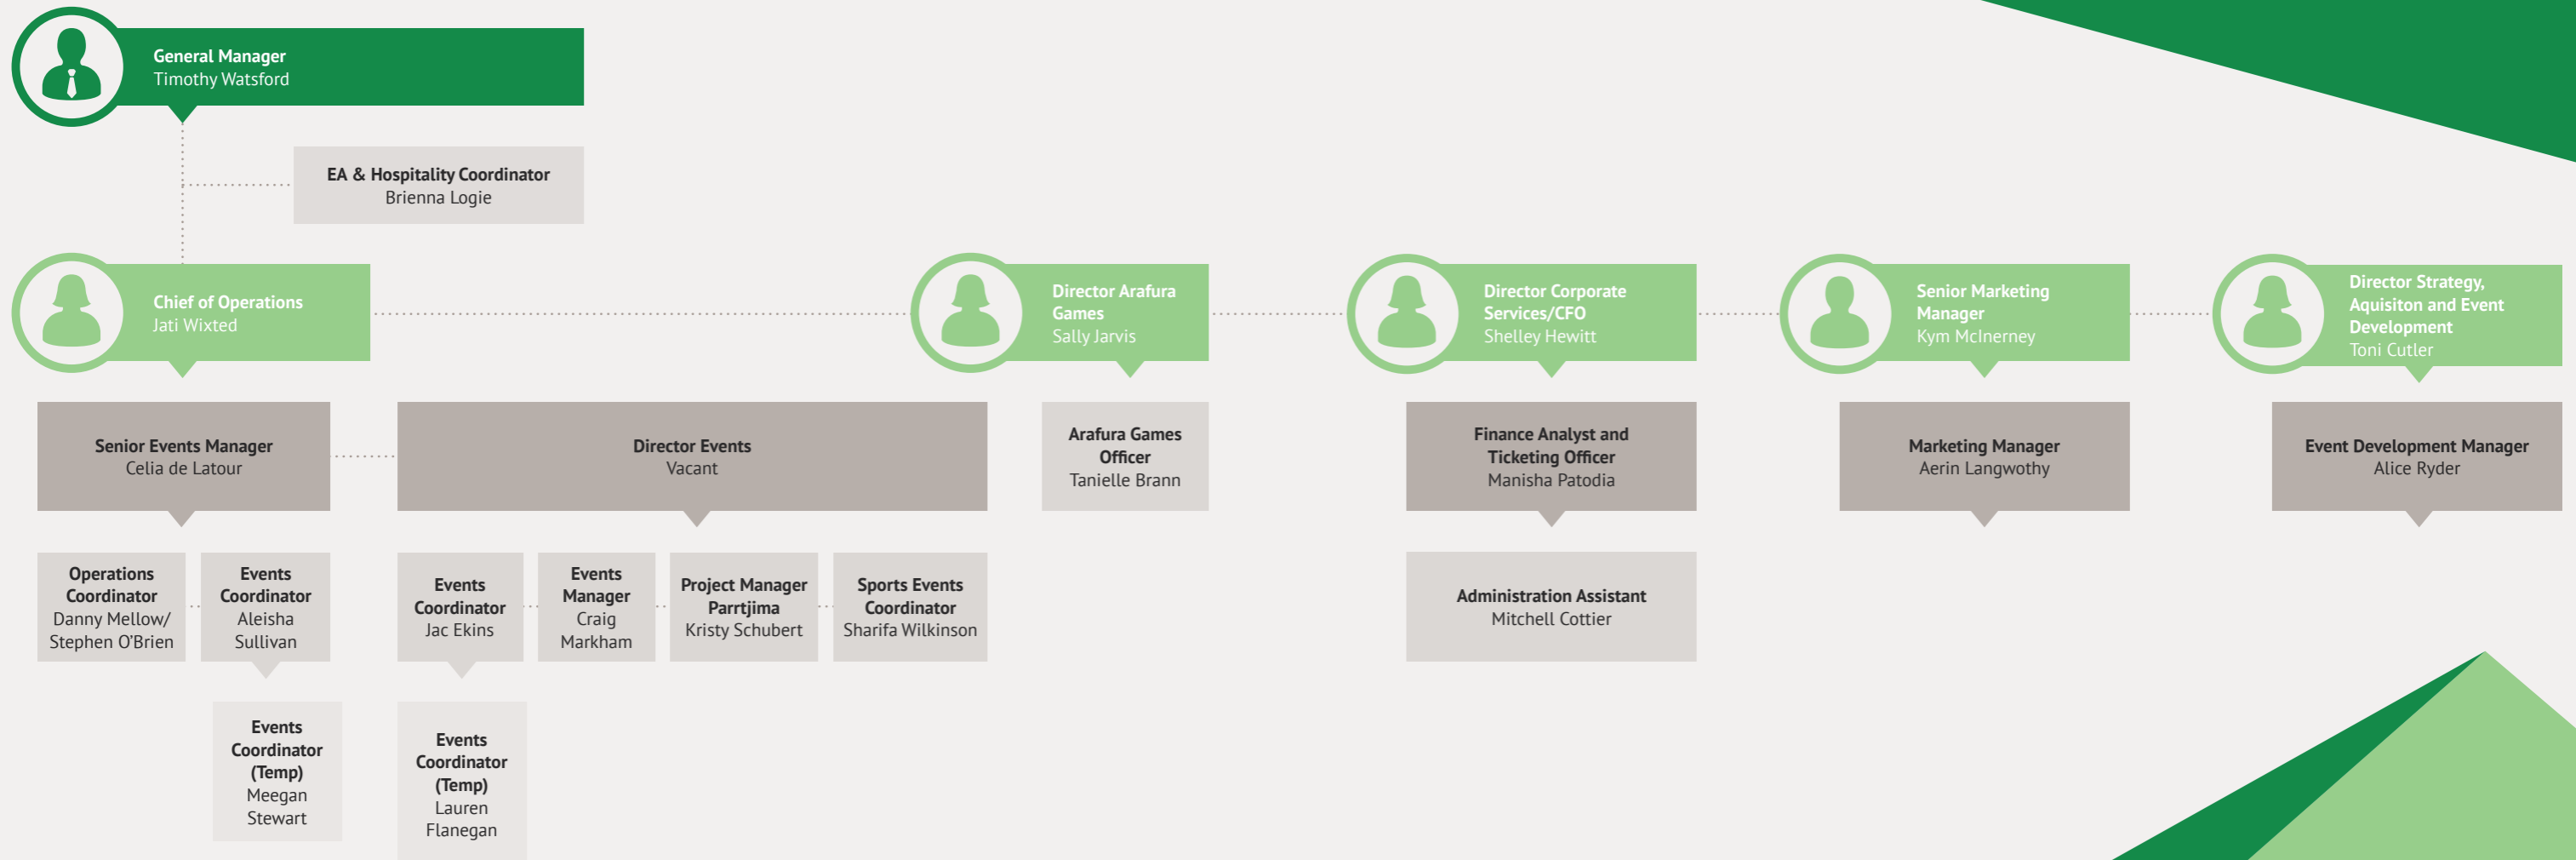 General Manager
Timothy Watsford
EA & Hospitality Coordinator
Brienna Logie
Chief of Operations
Jati Wixted
Director Arafura
Games
Sally Jarvis
Director Corporate
Services/CFO
Shelley Hewitt
Senior Marketing
Manager
Kym McInerney
Director Strategy,
Aquisiton and Event
Development
Toni Cutler
Senior Events Manager
Celia de Latour
Director Events
Vacant
Arafura Games
Officer
Tanielle Brann
Finance Analyst and
Ticketing Officer
Manisha Patodia
Marketing Manager
Aerin Langwothy
Event Development Manager
Alice Ryder
Operations
Coordinator
Danny Mellow/
Stephen O'Brien
Events
Coordinator
Aleisha
Sullivan
Events
Coordinator
Jac Ekins
Events
Manager
Craig
Markham
Project Manager
Parrtjima
Kristy Schubert
Sports Events
Coordinator
Sharifa Wilkinson
Administration Assistant
Mitchell Cottier
Events
Coordinator
(Temp)
Meegan
Stewart
Events
Coordinator
(Temp)
Lauren
Flanegan